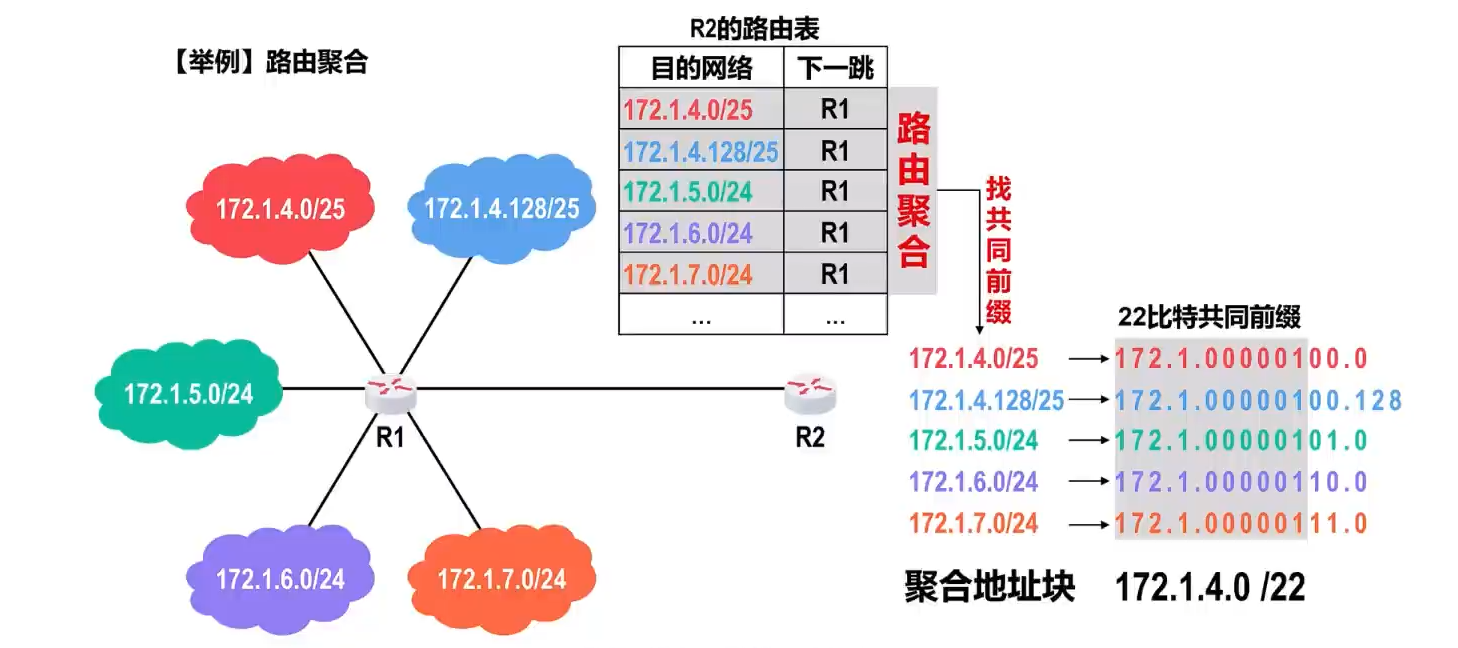 【举例】路由聚合
R2的路由表
目的网络 下一跳
172.1.4.0/25 R1
172.1.4.128/25 R1
172.1.5.0/24 R1
172.1.6.0/24 R1
172.1.7.0/24 R1
... ...
路由聚合
找共同前缀
172.1.4.0/25
172.1.4.128/25
172.1.5.0/24
R1
R2
172.1.6.0/24
172.1.7.0/24
22比特共同前缀
172.1.4.0/25 172.1.00000100.0
172.1.4.128/25 172.1.00000100.128
172.1.5.0/24 172.1.00000101.0
172.1.6.0/24 172.1.00000110.0
172.1.7.0/24 172.1.00000111.0
聚合地址块 172.1.4.0 /22